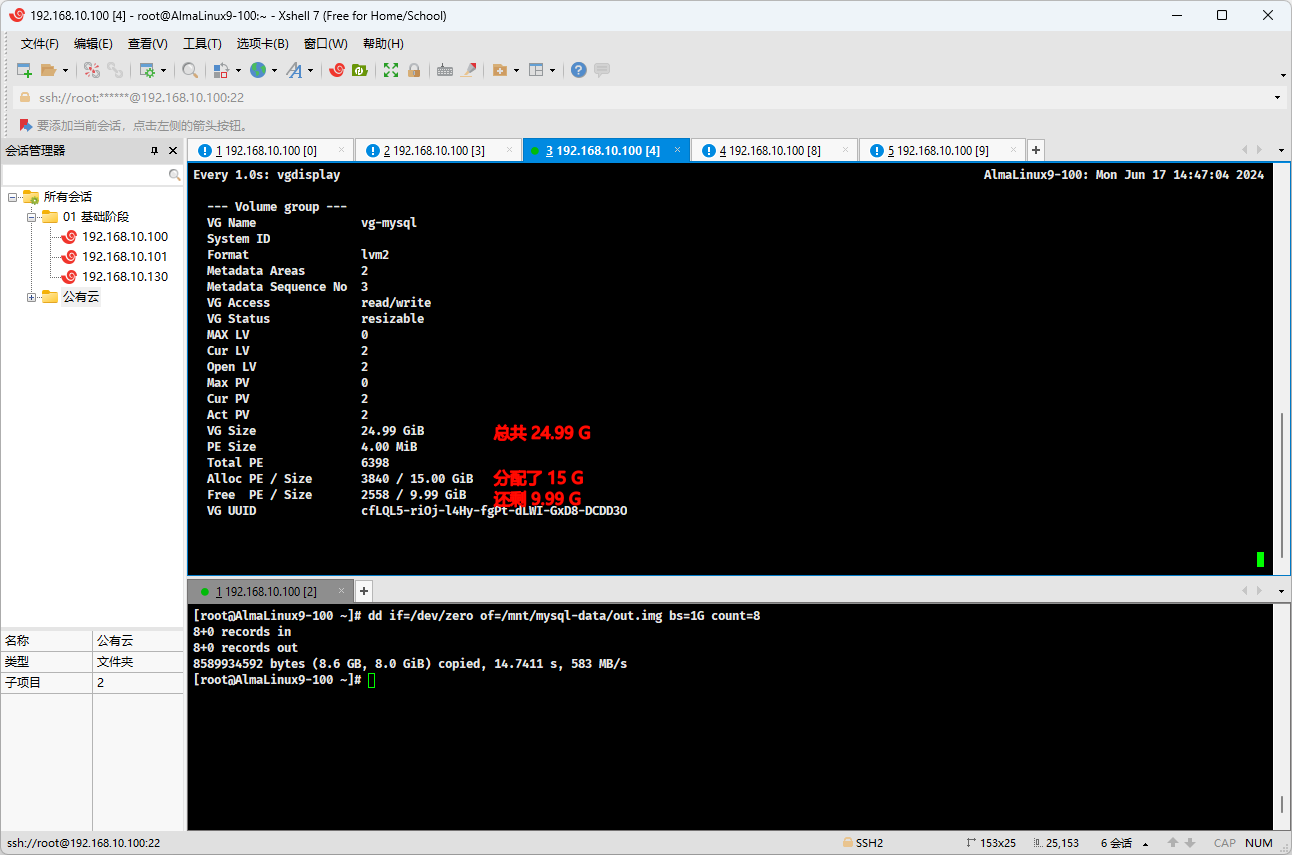 192.168.10.100 [4] - root@AlmaLinux9-100:~ - Xshell 7 (Free for Home/School)
文件(F) 编辑(E) 查看(V) 工具(T) 选项卡(B) 窗口(W) 帮助(H)
ssh://root:******@192.168.10.100:22
要添加当前会话，点击左侧的箭头按钮。
会话管理器
所有会话
01 基础阶段
192.168.10.100
192.168.10.101
192.168.10.130
公有云
名称 公有云
类型 文件夹
子项目 2
1 192.168.10.100 [0] 2 192.168.10.100 [3] 3 192.168.10.100 [4] 4 192.168.10.100 [8] 5 192.168.10.100 [9]
Every 1.0s: vgdisplay AlmaLinux9-100: Mon Jun 17 14:47:04 2024
--- Volume group ---
VG Name vg-mysql
System ID
Format lvm2
Metadata Areas 2
Metadata Sequence No 3
VG Access read/write
VG Status resizable
MAX LV 0
Cur LV 2
Open LV 2
Max PV 0
Cur PV 2
Act PV 2
VG Size 24.99 GiB 总共 24.99 G
PE Size 4.00 MiB
Total PE 6398
Alloc PE / Size 3840 / 15.00 GiB 分配了 15 G
Free PE / Size 2558 / 9.99 GiB 还剩 9.99 G
VG UUID cfLQL5-riOj-l4Hy-fgPt-dLWI-GxD8-DCDD3O
1 192.168.10.100 [2]
[root@AlmaLinux9-100 ~]# dd if=/dev/zero of=/mnt/mysql-data/out.img bs=1G count=8
8+0 records in
8+0 records out
8589934592 bytes (8.6 GB, 8.0 GiB) copied, 14.7411 s, 583 MB/s
[root@AlmaLinux9-100 ~]#
ssh://root@192.168.10.100:22 SSH2 153x25 25,153 6 会话 CAP NUM